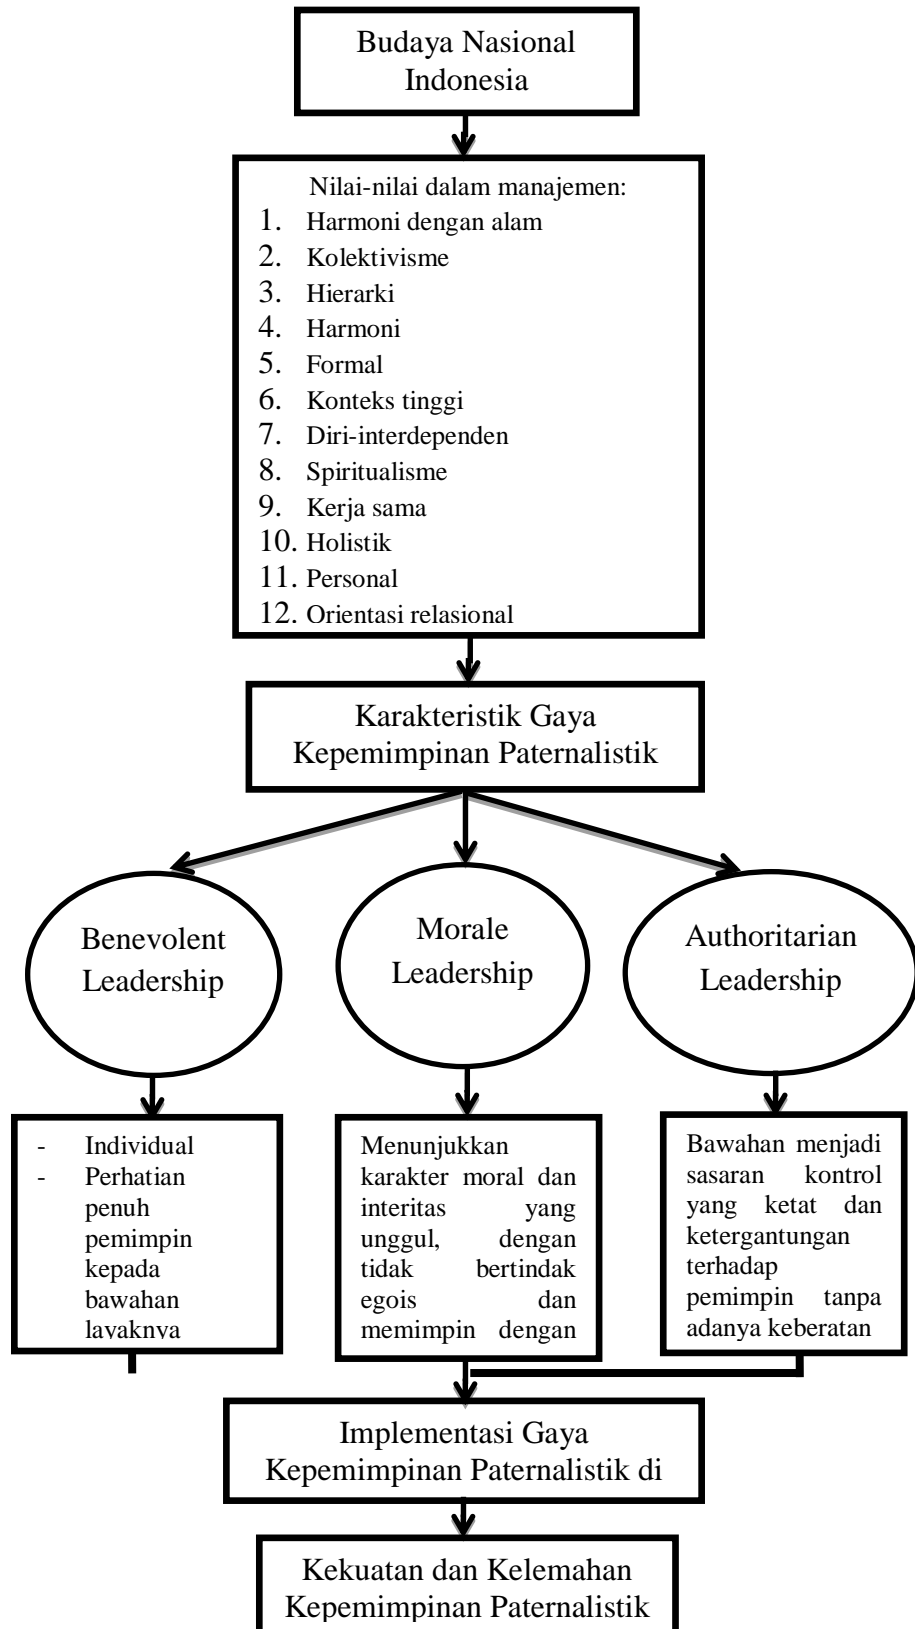 Budaya Nasional
Indonesia
Nilai-nilai dalam manajemen:
1. Harmoni dengan alam
2. Kolektivisme
3. Hierarki
4. Harmoni
5. Formal
6. Konteks tinggi
7. Diri-interdependen
8. Spiritualisme
9. Kerja sama
10. Holistik
11. Personal
12. Orientasi relasional
Karakteristik Gaya
Kepemimpinan Paternalistik
Benevolent
Leadership
Morale
Leadership
Authoritarian
Leadership
- Individual
- Perhatian
penuh
pemimpin
kepada
bawahan
layaknya
Menunjukkan
karakter moral dan
interitas yang
unggul, dengan
tidak bertindak
egois dan
memimpin dengan
Bawahan menjadi
sasaran kontrol
yang ketat dan
ketergantungan
terhadap
pemimpin tanpa
adanya keberatan
Implementasi Gaya
Kepemimpinan Paternalistik di
Kekuatan dan Kelemahan
Kepemimpinan Paternalistik